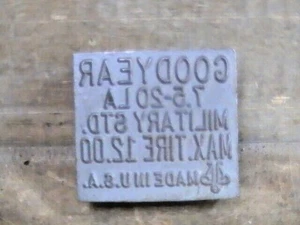 GOODYEAR
7.5-20 LA
MILITARY STD.
MAX.TIRE 12.00
MADE IN U.S.A.